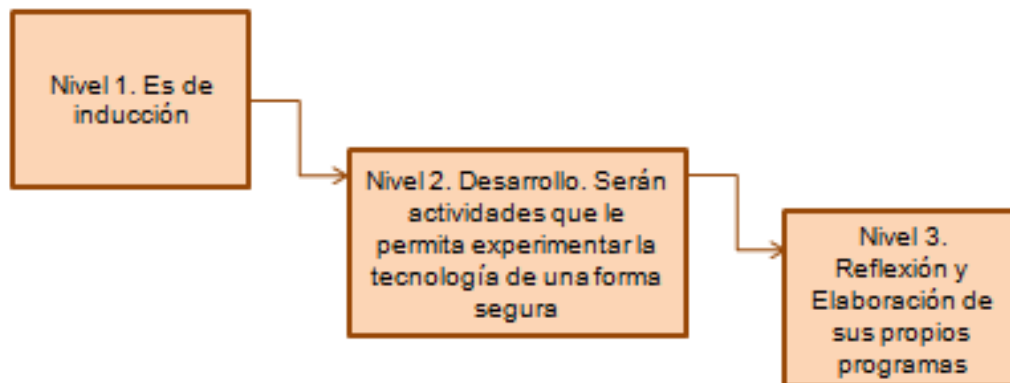 Nivel 1. Es de
inducción
Nivel 2. Desarrollo. Serán
actividades que le
permita experimentar la
tecnología de una forma
segura
Nivel 3.
Reflexión y
Elaboración de
sus propios
programas